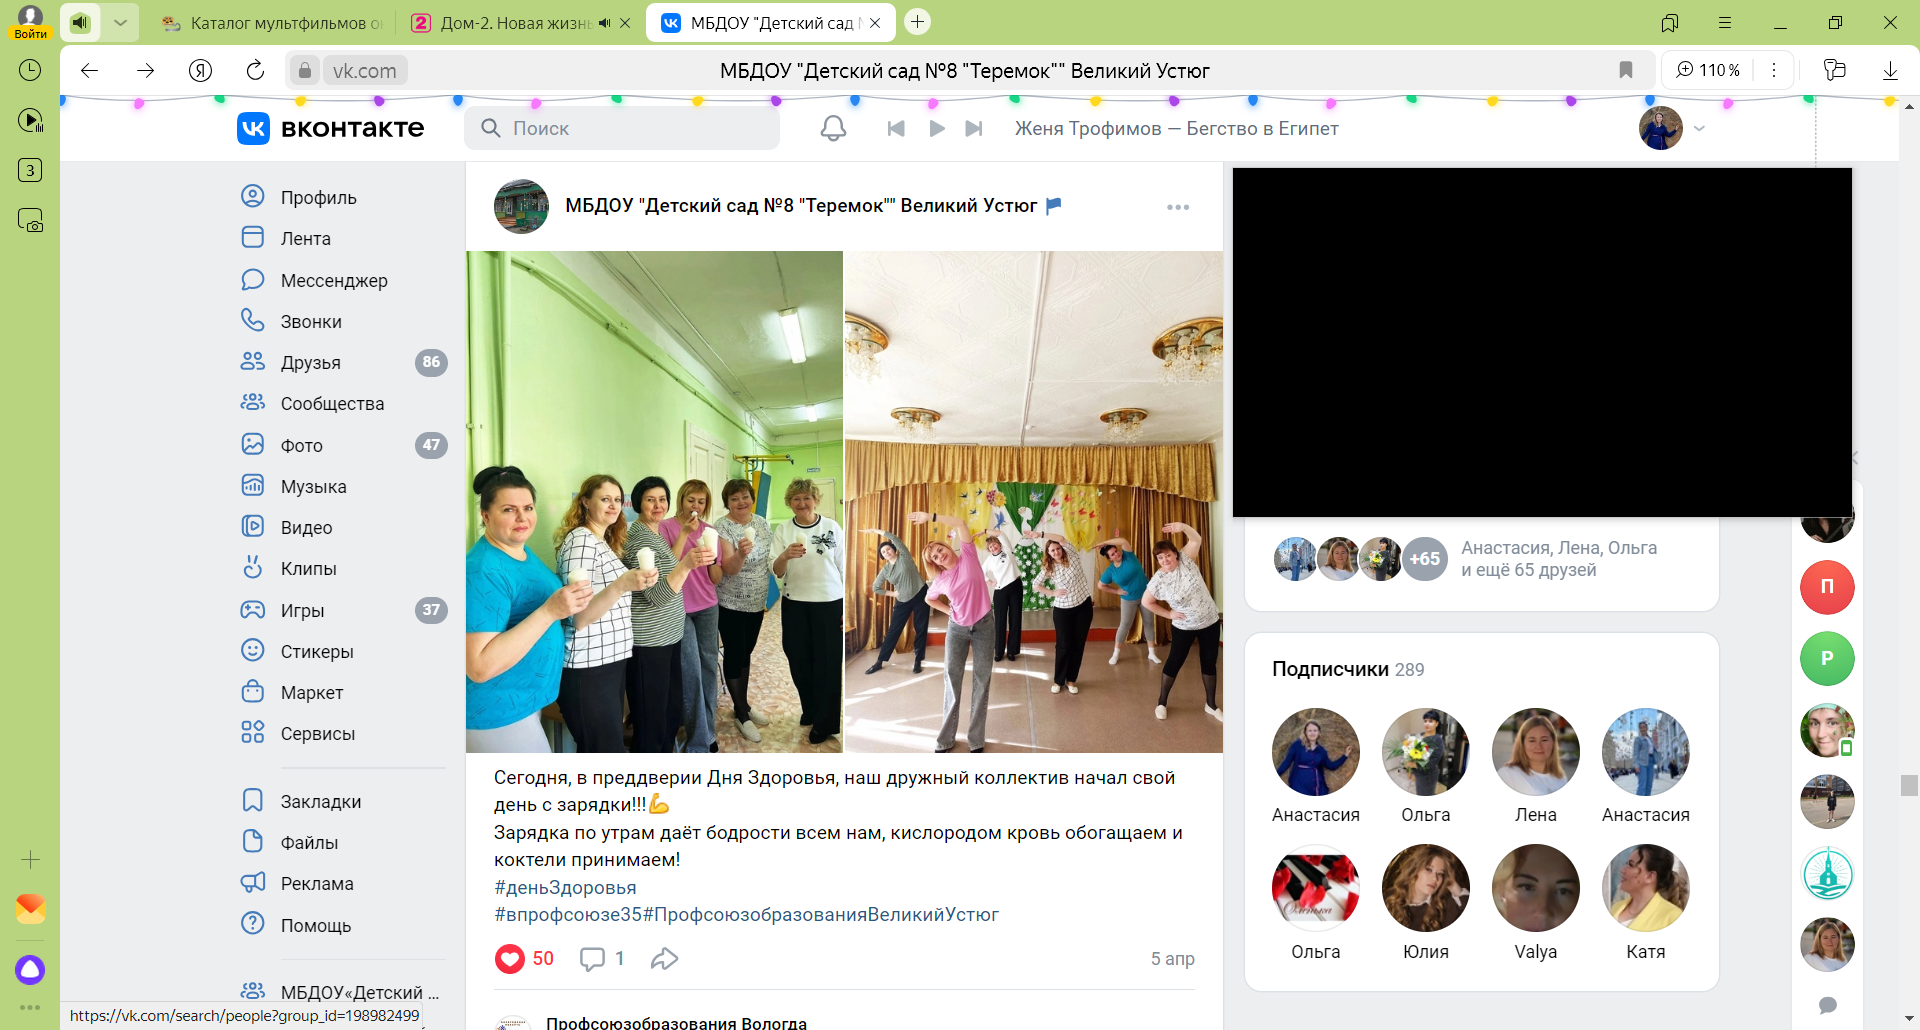 Войти
Каталог мультфильмов о
Дом-2. Новая жизнь
МБДОУ "Детский сад
vk.com
МБДОУ "Детский сад №8 "Теремок"" Великий Устюг
110 %
3
вконтакте
Поиск
Женя Трофимов — Бегство в Египет
Профиль
Лента
Мессенджер
Звонки
Друзья
86
Сообщества
Фото
47
Музыка
Видео
Клипы
Игры
37
Стикеры
Маркет
Сервисы
Закладки
Файлы
Реклама
Помощь
МБДОУ«Детский ...
https://vk.com/search/people?group_id=198982499
МБДОУ "Детский сад №8 "Теремок"" Великий Устюг
Сегодня, в преддверии Дня Здоровья, наш дружный коллектив начал свой
день с зарядки!!!💪
Зарядка по утрам даёт бодрости всем нам, кислородом кровь обогащаем и
коктели принимаем!
#деньЗдоровья
#впрофсоюзе35#ПрофсоюзобразованияВеликийУстюг
50
1
5 апр
Профсоюзобразования Вологда
+65
Анастасия, Лена, Ольга
и ещё 65 друзей
Подписчики 289
Анастасия
Ольга
Лена
Анастасия
Ольга
Юлия
Valya
Катя
П
Р